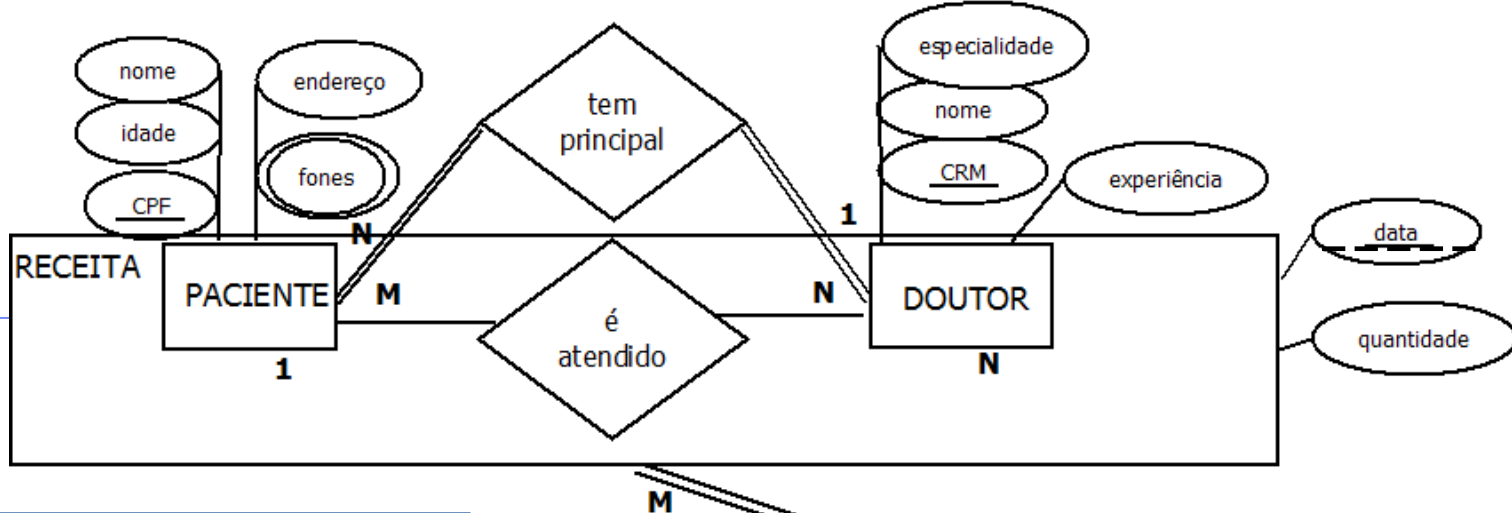 nome
endereço
idade
fones
CPF
tem
principal
especialidade
nome
CRM
experiência
data
quantidade
N
1
RECEITA
PACIENTE
M
N
DOUTOR
é
atendido
1
N
M